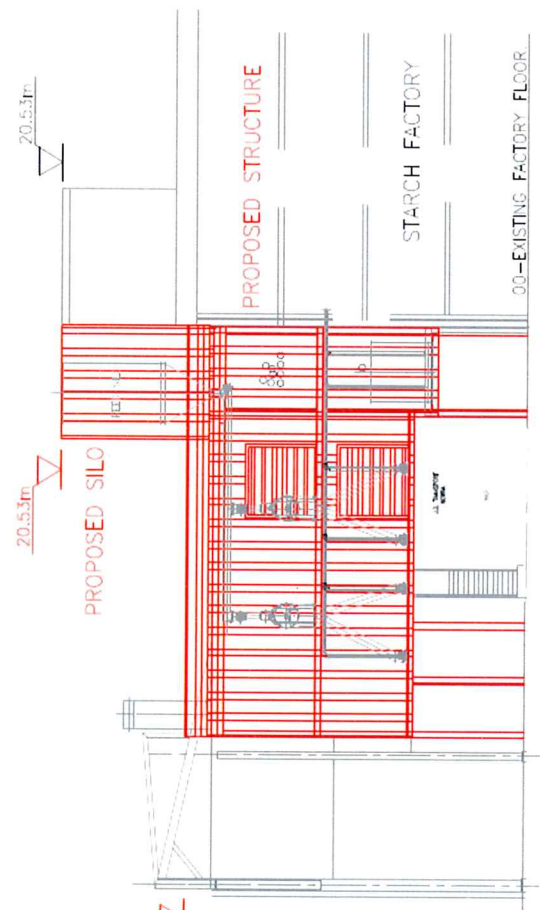 20.53m
20.53m
PROPOSED SILO
PROPOSED STRUCTURE
STARCH FACTORY
00-EXISTING FACTORY FLOOR